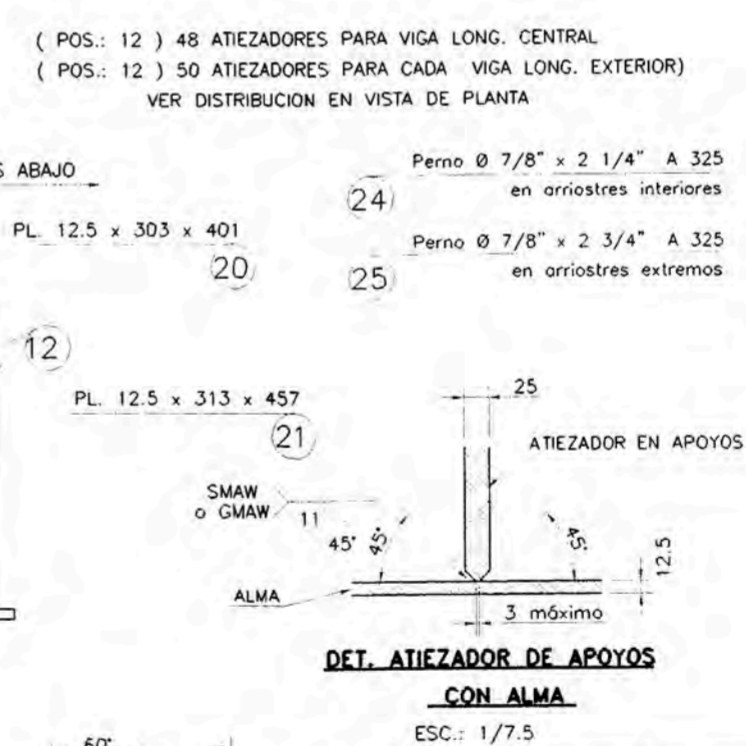 ( POS.: 12 ) 48 ATIEZADORES PARA VIGA LONG. CENTRAL
( POS.: 12 ) 50 ATIEZADORES PARA CADA VIGA LONG. EXTERIOR)
VER DISTRIBUCION EN VISTA DE PLANTA
ABAJO
Perno Ø 7/8" x 2 1/4" A 325
24
en arriostres interiores
PL. 12.5 x 303 x 401
20
Perno Ø 7/8" x 2 3/4" A 325
25
en arriostres extremos
12
PL. 12.5 x 313 x 457
21
25
ATIEZADOR EN APOYOS
SMAW
o GMAW
11
45°
45°
45°
12.5
ALMA
3 máximo
DET. ATIEZADOR DE APOYOS
CON ALMA
ESC.: 1/7.5